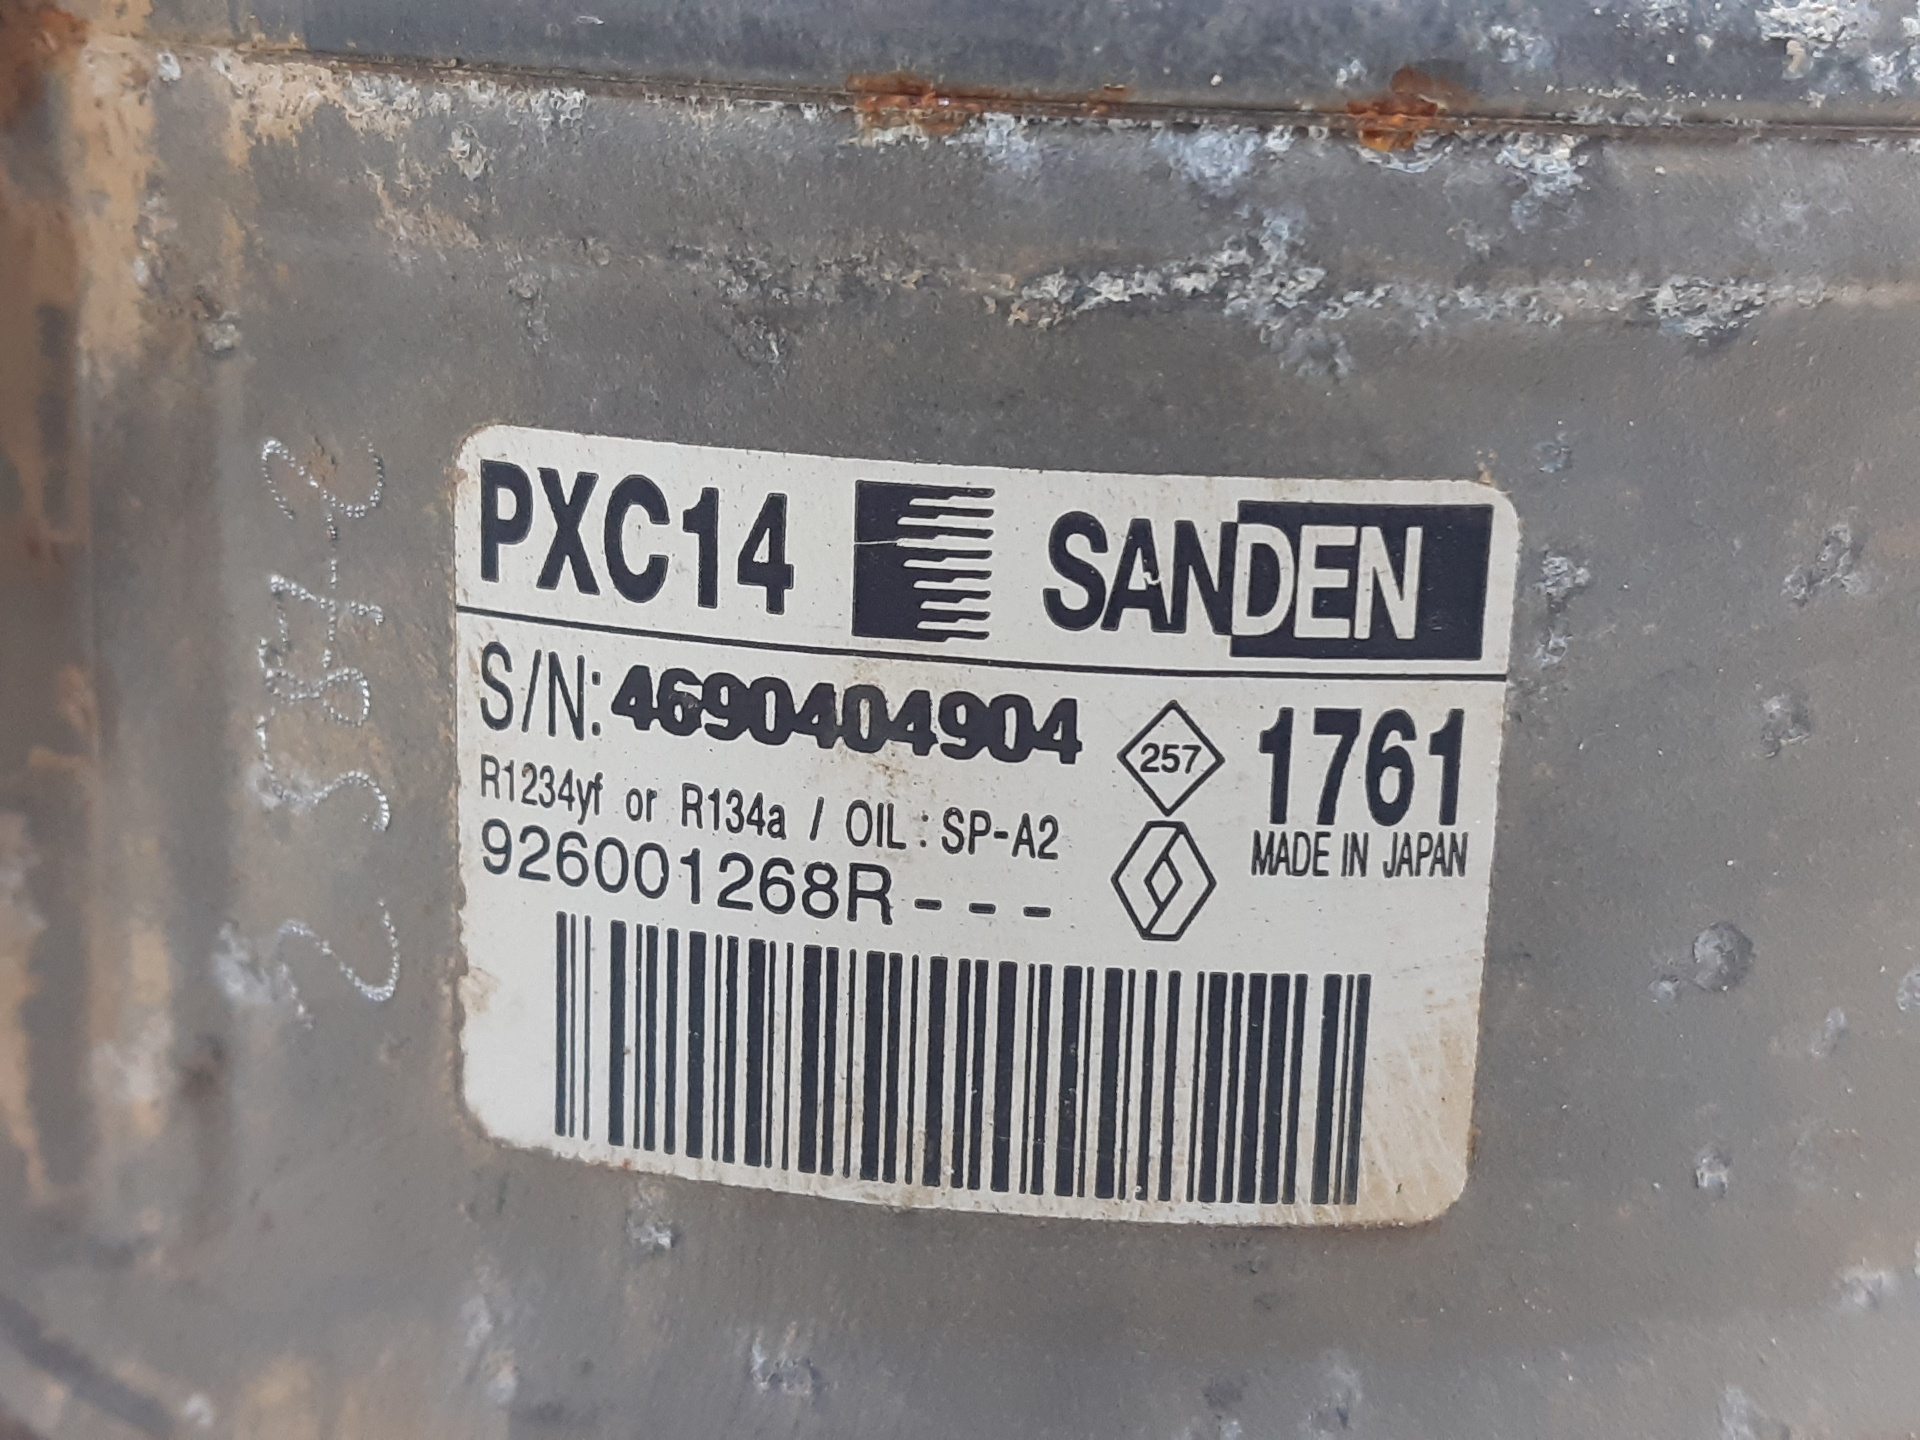 PXC14 SANDEN
S/N: 4690404904 257 1761
R1234yf or R134a / OIL : SP-A2
MADE IN JAPAN
926001268R - - -